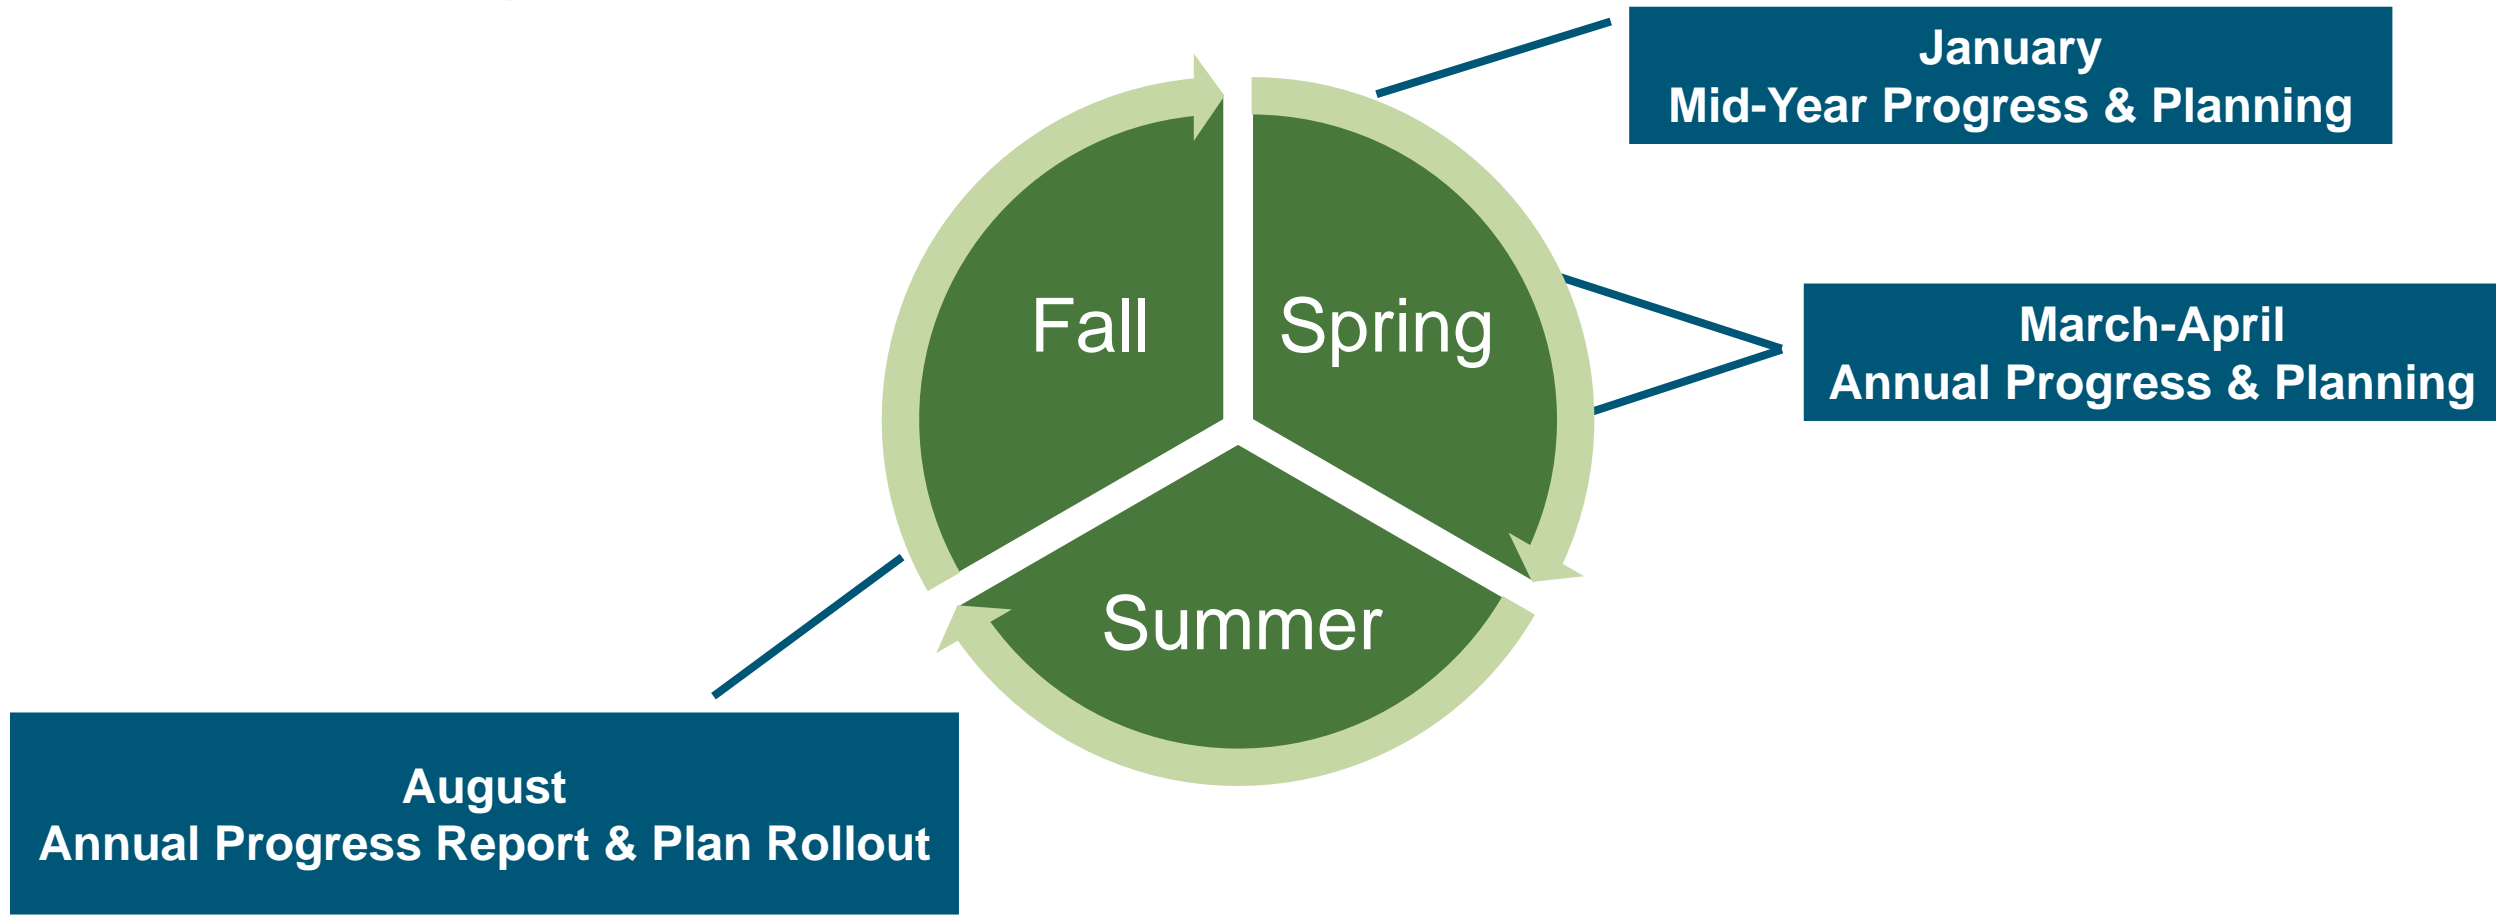 January
Mid-Year Progress & Planning
Fall
Spring
March-April
Annual Progress & Planning
Summer
August
Annual Progress Report & Plan Rollout